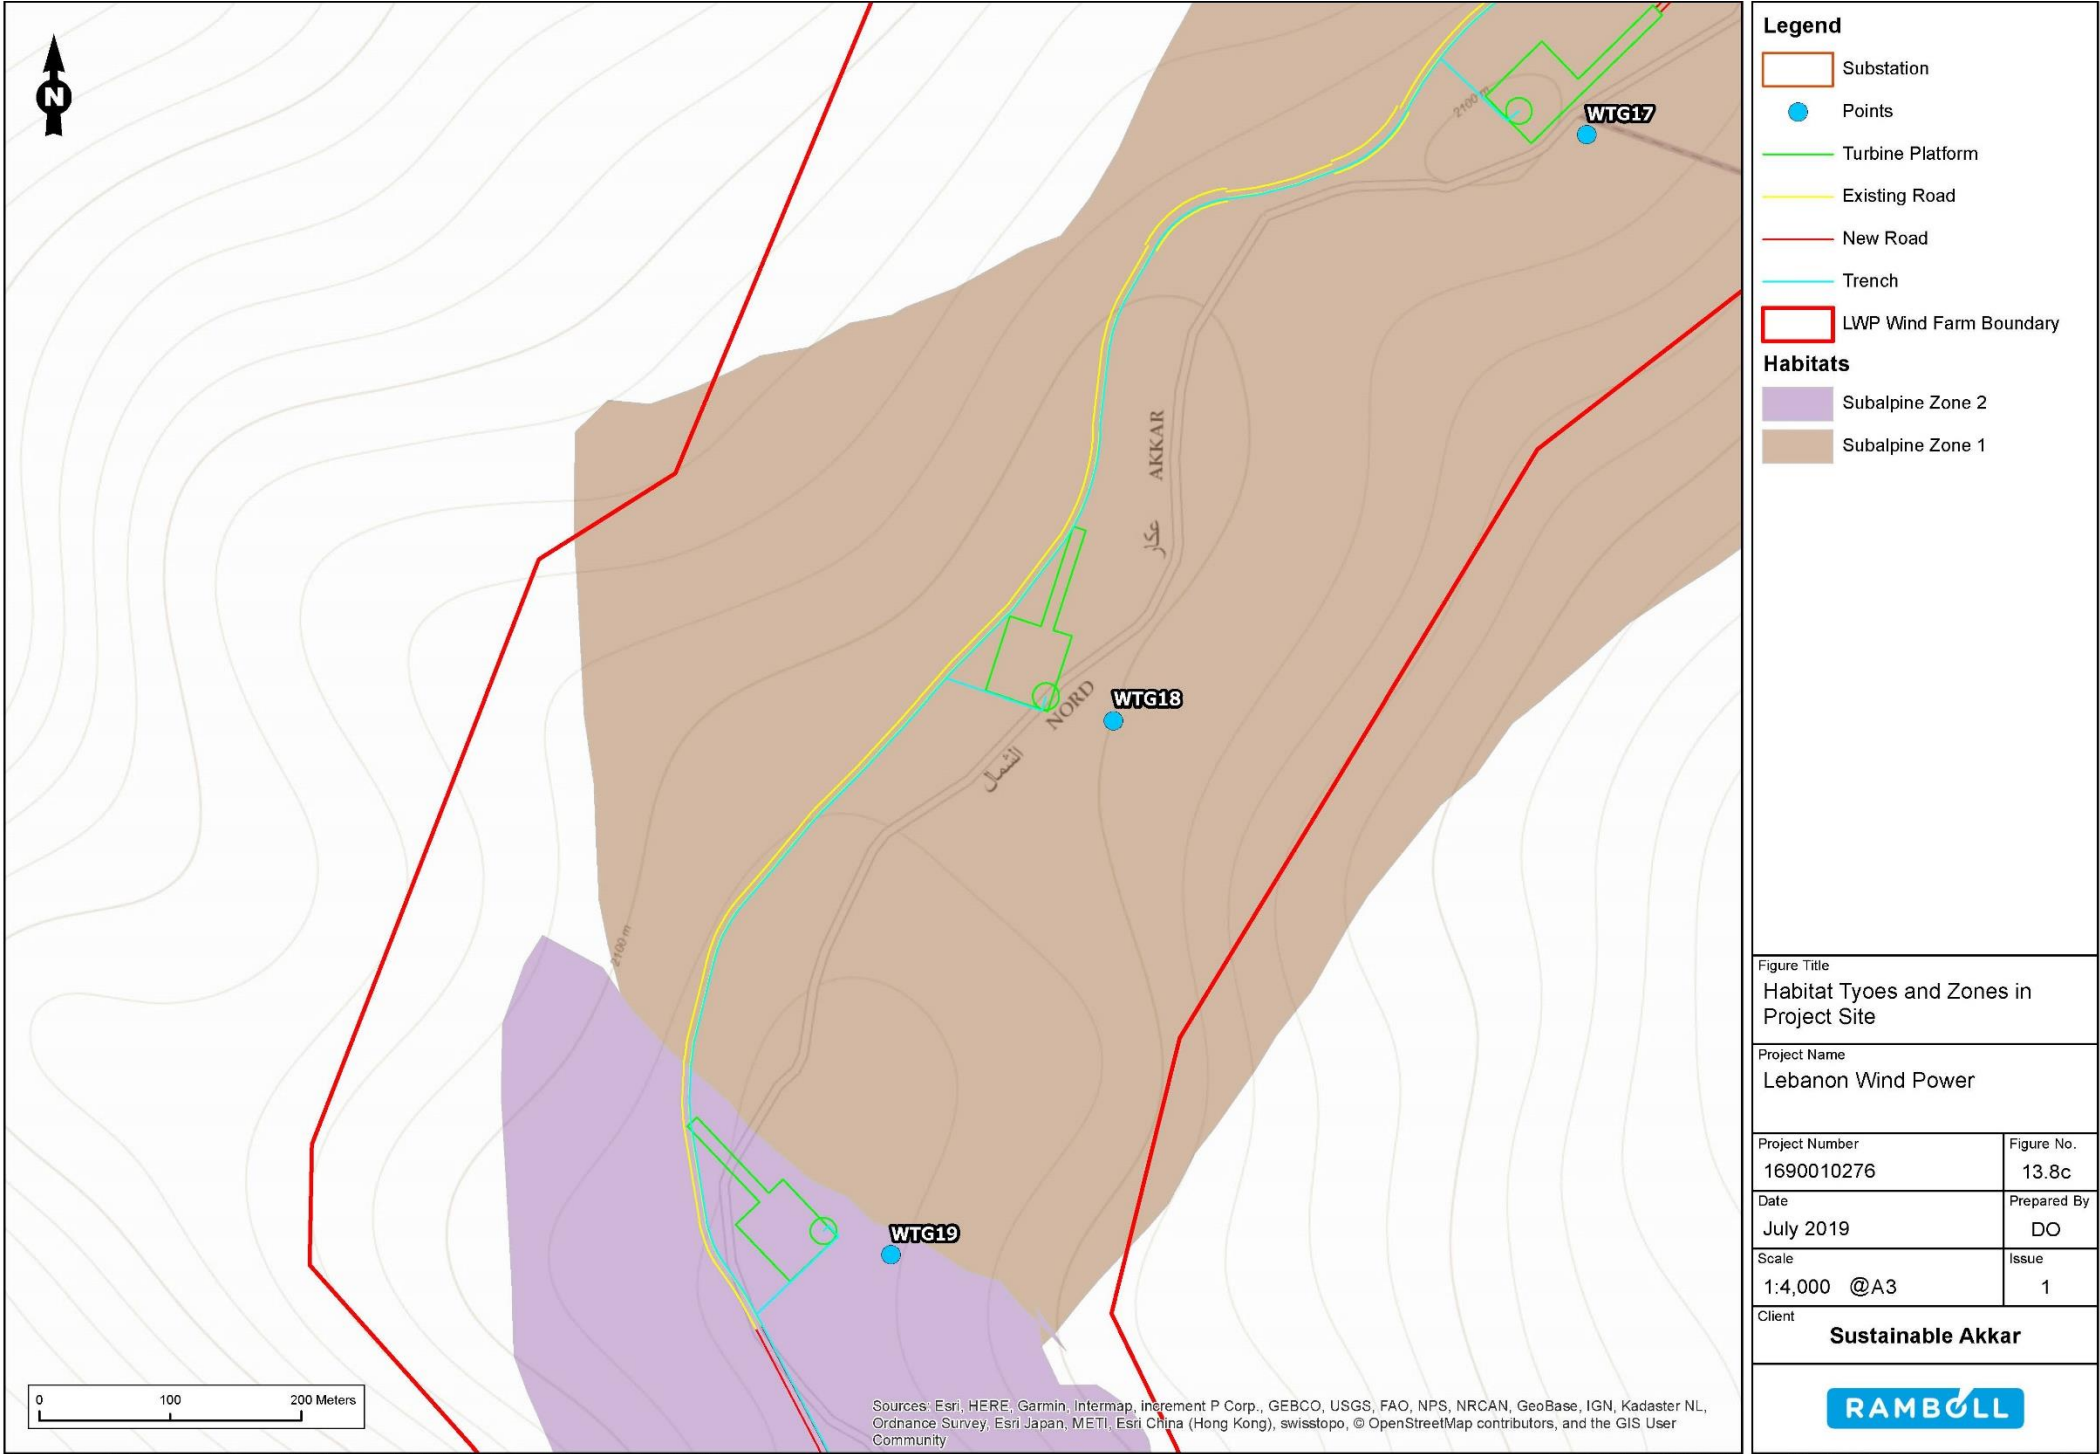 N
2100 m
WTG17
AKKAR
عكار
NORD
الشمال
WTG18
2100 m
WTG19
0 100 200 Meters
Sources: Esri, HERE, Garmin, Intermap, increment P Corp., GEBCO, USGS, FAO, NPS, NRCAN, GeoBase, IGN, Kadaster NL,
Ordnance Survey, Esri Japan, METI, Esri China (Hong Kong), swisstopo, © OpenStreetMap contributors, and the GIS User
Community
Legend
Substation
Points
Turbine Platform
Existing Road
New Road
Trench
LWP Wind Farm Boundary
Habitats
Subalpine Zone 2
Subalpine Zone 1
Figure Title
Habitat Tyoes and Zones in
Project Site
Project Name
Lebanon Wind Power
Project Number
1690010276
Figure No.
13.8c
Date
July 2019
Prepared By
DO
Scale
1:4,000 @A3
Issue
1
Client
Sustainable Akkar
RAMBOLL